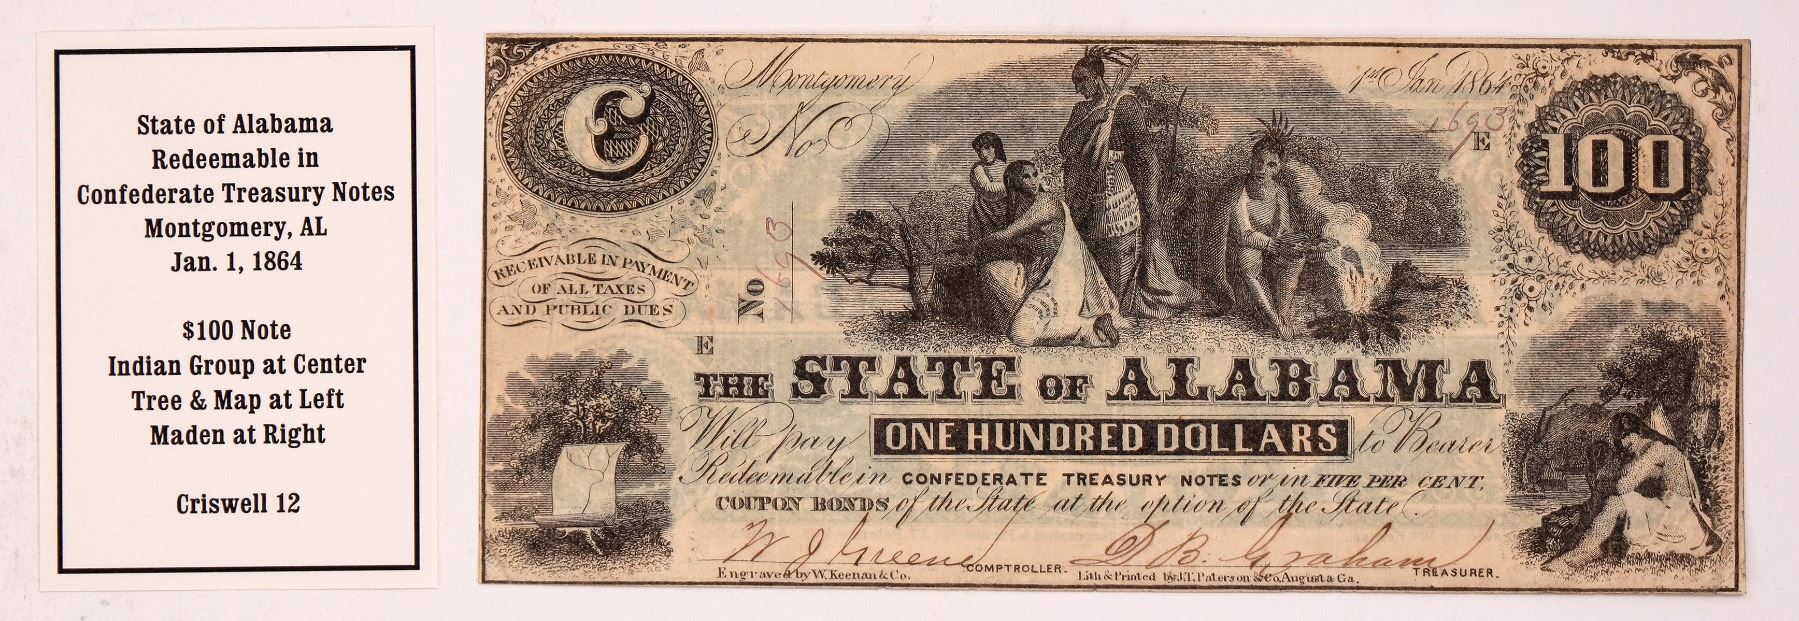 State of Alabama
Redeemable in
Confederate Treasury Notes
Montgomery, AL
Jan. 1, 1864
$100 Note
Indian Group at Center
Tree & Map at Left
Maden at Right
Criswell 12
C
Montgomery
1st Jan. 1864
No
1693
E
100
RECEIVABLE IN PAYMENT
OF ALL TAXES
AND PUBLIC DUES
No 1693
E
THE STATE OF ALABAMA
Will pay ONE HUNDRED DOLLARS to Bearer
Redeemable in CONFEDERATE TREASURY NOTES or in FIVE PER CENT,
COUPON BONDS of the State at the option of the State.
W J Greene COMPTROLLER.
D B. Graham TREASURER.
Engraved by W. Keenan & Co.
Lith & Printed by J.T. Paterson & Co, Augusta Ga.